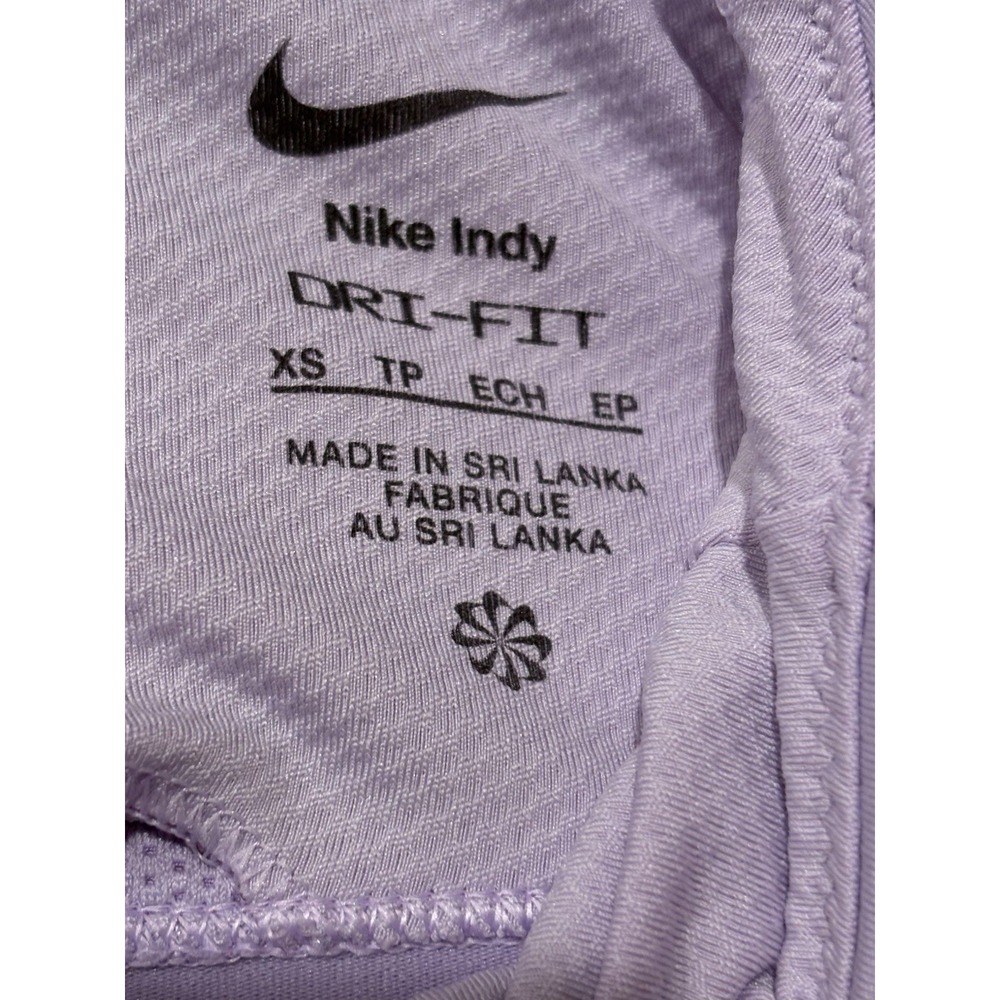 Nike Indy
DRI-FIT
XS TP ECH EP
MADE IN SRI LANKA
FABRIQUE
AU SRI LANKA